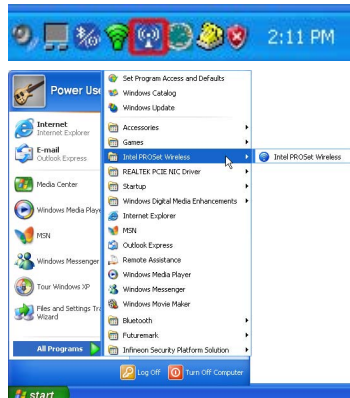 2:11 PM
Power Use
Internet
Internet Explorer
E-mail
Outlook Express
Media Center
Windows Media Playe
MSN
Windows Messenger
Tour Windows XP
Files and Settings Tra
Wizard
All Programs
Set Program Access and Defaults
Windows Catalog
Windows Update
Accessories
Games
Intel PROSet Wireless
REALTEK PCIE NIC Driver
Startup
Windows Digital Media Enhancements
Internet Explorer
MSN
Outlook Express
Remote Assistance
Windows Media Player
Windows Messenger
Windows Movie Maker
Bluetooth
Futuremark
Infineon Security Platform Solution
Intel PROSet Wireless
Log Off
Turn Off Computer
start